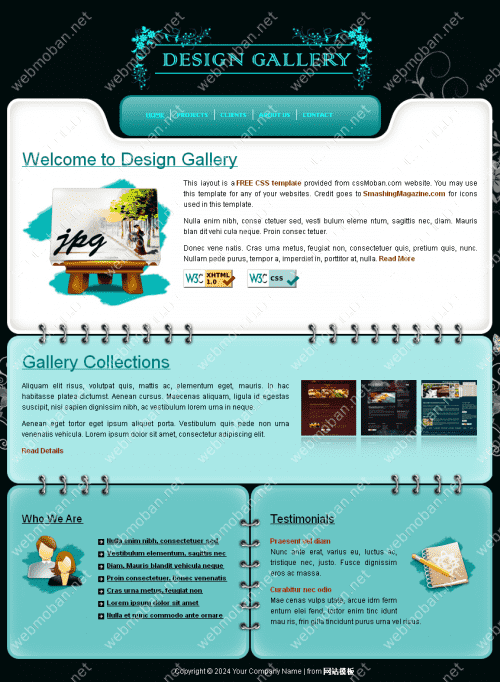 DESIGN GALLERY
HOME PROJECTS CLIENTS ABOUT US CONTACT
Welcome to Design Gallery
This layout is a FREE CSS template provided from cssMoban.com website. You may use
this template for any of your websites. Credit goes to SmashingMagazine.com for icons
used in this template.
Nulla enim nibh, conse ctetuer sed, vesti bulum eleme ntum, sagittis nec, diam. Mauris
blan dit vehi cula neque. Proin consec tetuer.
Donec vene natis. Cras urna metus, feugiat non, consectetuer quis, pretium quis, nunc.
Nullam pede purus, tempor a, imperdiet in, porttitor at, nulla. Read More
jpg
W3C XHTML 1.0
W3C CSS
Gallery Collections
Aliquam elit risus, volutpat quis, mattis ac, elementum eget, mauris. In hac
habitasse platea dictumst. Aenean cursus. Maecenas aliquam, ligula id egestas
suscipit, nisi sapien dignissim nibh, ac vestibulum lorem urna in neque.
Aenean eget tortor eget ipsum aliquet porta. Vestibulum quis pede non urna
venenatis vehicula. Lorem ipsum dolor sit amet, consectetur adipiscing elit.
Read Details
Who We Are
Nulla enim nibh, consectetuer sed
Vestibulum elementum, sagittis nec
Diam. Mauris blandit vehicula neque
Proin consectetuer, donec venenatis
Cras urna metus, feugiat non
Lorem ipsum dolor sit amet
Nulla et nunc commodo ante ornare
Testimonials
Praesent vel diam
Nunc ante erat, varius eu, luctus ac,
tristique nec, justo. Fusce dignissim
eros ac massa.
Curabitur nec odio
Mae cenas vulpu utate, arcue idm ferm
entum elei fend, tortor enim tinc idunt
mau ris, frin gilla tincidunt purus urna vel risus.
Copyright © 2024 Your Company Name | from 网站模板
webmoban.net